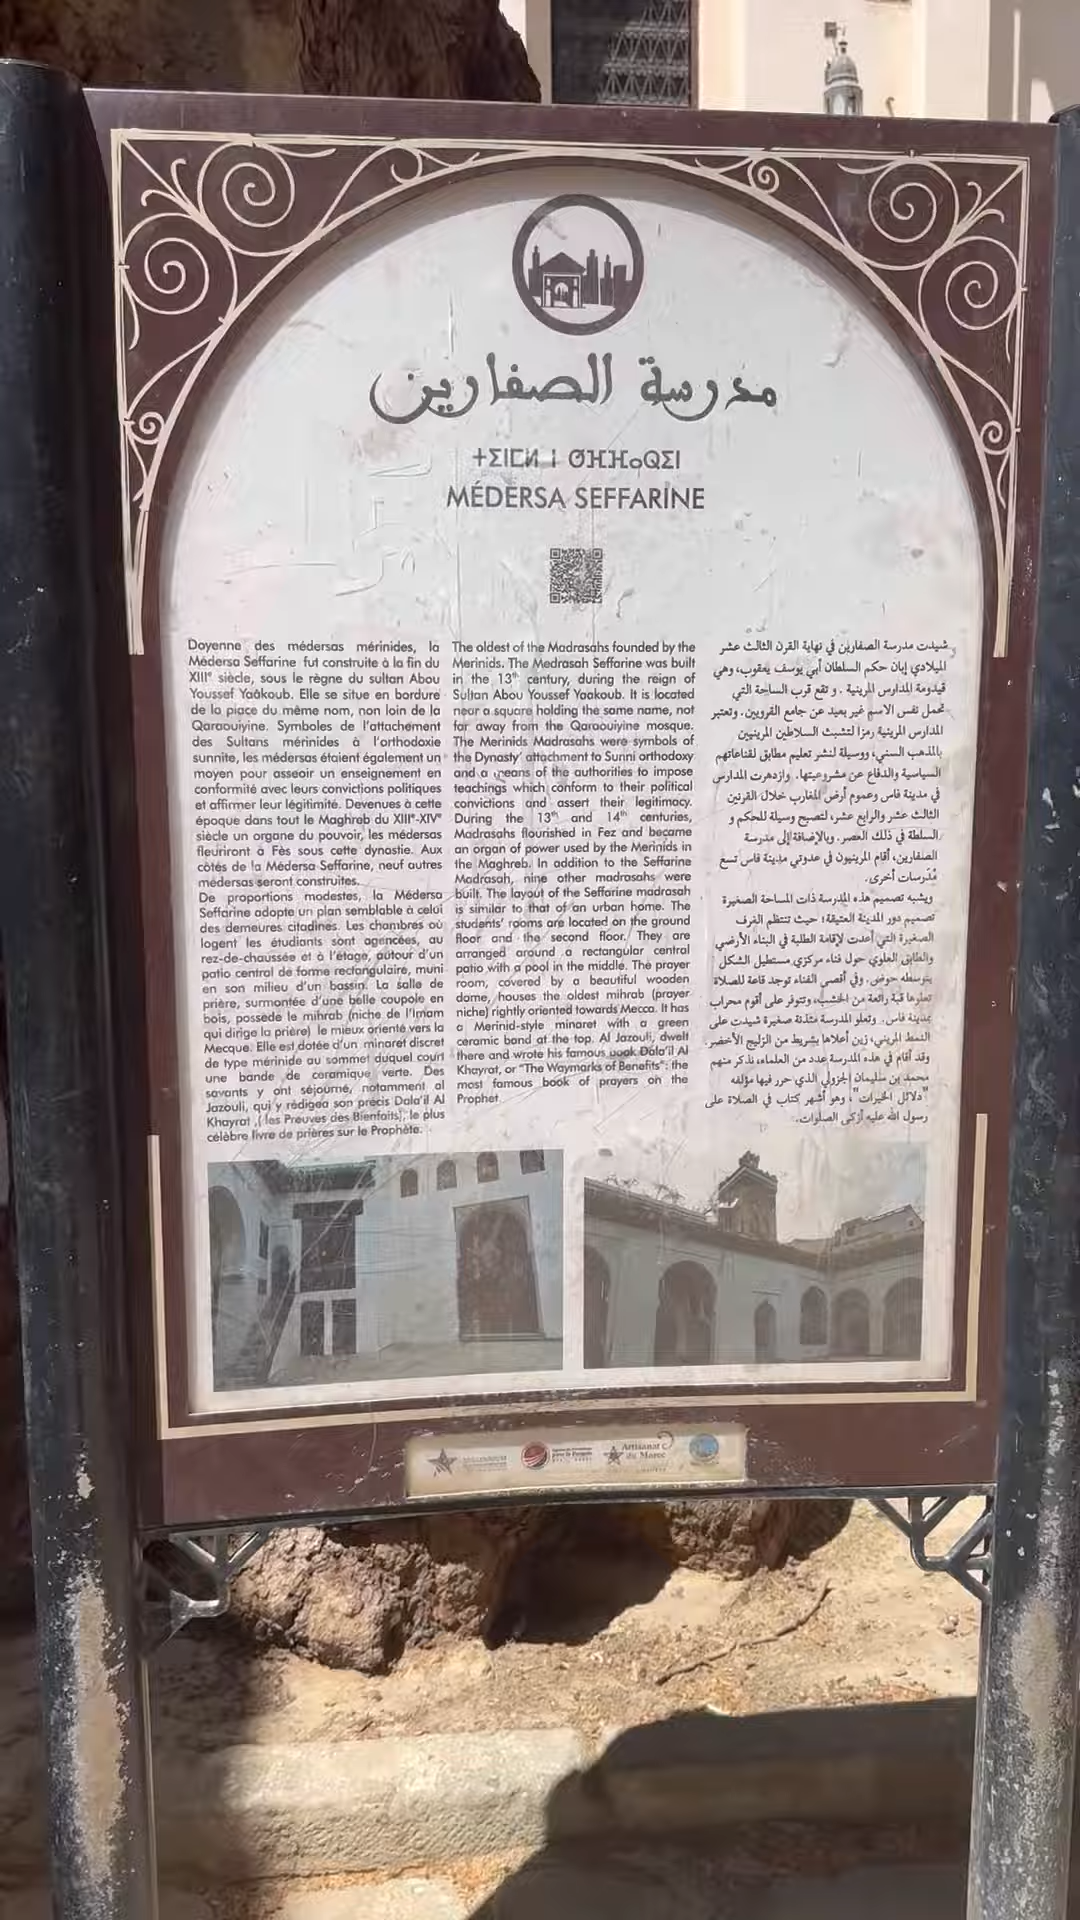 مدرسة الصفارين
ⵜⵉⵏⵎⵍ ⵏ ⵚⴼⴼⴰⵕⵉⵏ
MÉDERSA SEFFARINE
Doyenne des médersas mérinides, la
Médersa Seffarine fut construite à la fin du
XIIIᵉ siècle, sous le règne du sultan Abou
Youssef Yaâkoub. Elle se situe en bordure
de la place du même nom, non loin de la
Qaraouiyine. Symboles de l'attachement
des Sultans mérinides à l'orthodoxie
sunnite, les médersas étaient également un
moyen pour asseoir un enseignement en
conformité avec leurs convictions politiques
et affirmer leur légitimité. Devenues à cette
époque dans tout le Maghreb du XIIIᵉ-XIVᵉ
siècle un organe du pouvoir, les médersas
fleuriront à Fès sous cette dynastie. Aux
côtés de la Médersa Seffarine, neuf autres
médersas seront construites.
De proportions modestes, la Médersa
Seffarine adopte un plan semblable à celui
des demeures citadines. Les chambres où
logent les étudiants sont agencées, au
rez-de-chaussée et à l'étage, autour d'un
patio central de forme rectangulaire, muni
en son milieu d'un bassin. La salle de
prière, surmontée d'une belle coupole en
bois, possède le mihrab (niche de l'Imam
qui dirige la prière) le mieux orienté vers la
Mecque. Elle est dotée d'un minaret discret
de type mérinide au sommet duquel court
une bande de céramique verte. Des
savants y ont séjourné, notamment al
Jazouli, qui y rédigea son précis Dala'il Al
Khayrat ,( les Preuves des Bienfaits), le plus
célèbre livre de prières sur le Prophète.
The oldest of the Madrasahs founded by the
Merinids. The Medrasah Seffarine was built
in the 13ᵗʰ century, during the reign of
Sultan Abou Youssef Yaakoub. It is located
near a square holding the same name, not
far away from the Qaraouiyine mosque.
The Merinids Madrasahs were symbols of
the Dynasty' attachment to Sunni orthodoxy
and a means of the authorities to impose
teachings which conform to their political
convictions and assert their legitimacy.
During the 13ᵗʰ and 14ᵗʰ centuries,
Madrasahs flourished in Fez and became
an organ of power used by the Merinids in
the Maghreb. In addition to the Seffarine
Madrasah, nine other madrasahs were
built. The layout of the Seffarine madrasah
is similar to that of an urban home. The
students' rooms are located on the ground
floor and the second floor. They are
arranged around a rectangular central
patio with a pool in the middle. The prayer
room, covered by a beautiful wooden
dome, houses the oldest mihrab (prayer
niche) rightly oriented towards Mecca. It has
a Merinid-style minaret with a green
ceramic band at the top. Al Jazouli, dwelt
there and wrote his famous book Dala'il Al
Khayrat, or "The Waymarks of Benefits": the
most famous book of prayers on the
Prophet.
شيدت مدرسة الصفارين في نهاية القرن الثالث عشر
الميلادي إبان حكم السلطان أبي يوسف يعقوب، وهي
قيدومة المدارس المرينية . و تقع قرب الساحة التي
تحمل نفس الاسم غير بعيد عن جامع القرويين. وتعتبر
المدارس المرينية رمزا لتشبث السلاطين المرينيين
بالمذهب السني، ووسيلة لنشر تعليم مطابق لقناعاتهم
السياسية والدفاع عن مشروعيتها. وازدهرت المدارس
في مدينة فاس وعموم أرض المغارب خلال القرنين
الثالث عشر والرابع عشر، لتصبح وسيلة للحكم و
السلطة في ذلك العصر. وبالإضافة إلى مدرسة
الصفارين، أقام المرينيون في عدوتي مدينة فاس تسع
مُدَرسات أخرى.
ويشبه تصميم هذه المدرسة ذات المساحة الصغيرة
تصميم دور المدينة العتيقة؛ حيث تنتظم الغرف
الصغيرة التي أعدت لإقامة الطلبة في البناء الأرضي
والطابق العلوي حول فناء مركزي مستطيل الشكل
يتوسطه حوض. وفي أقصى الفناء توجد قاعة للصلاة
تعلوها قبة رائعة من الخشب، وتتوفر على أقوم محراب
بمدينة فاس. وتعلو المدرسة مئذنة صغيرة شيدت على
النمط المريني، زين أعلاها بشريط من الزليج الأخضر.
وقد أقام في هذه المدرسة عدد من العلماء، نذكر منهم
محمد بن سليمان الجزولي الذي حرر فيها مؤلفه
"دلائل الخيرات"، وهو أشهر كتاب في الصلاة على
رسول الله عليه أزكى الصلوات.
Artisanat
du Maroc